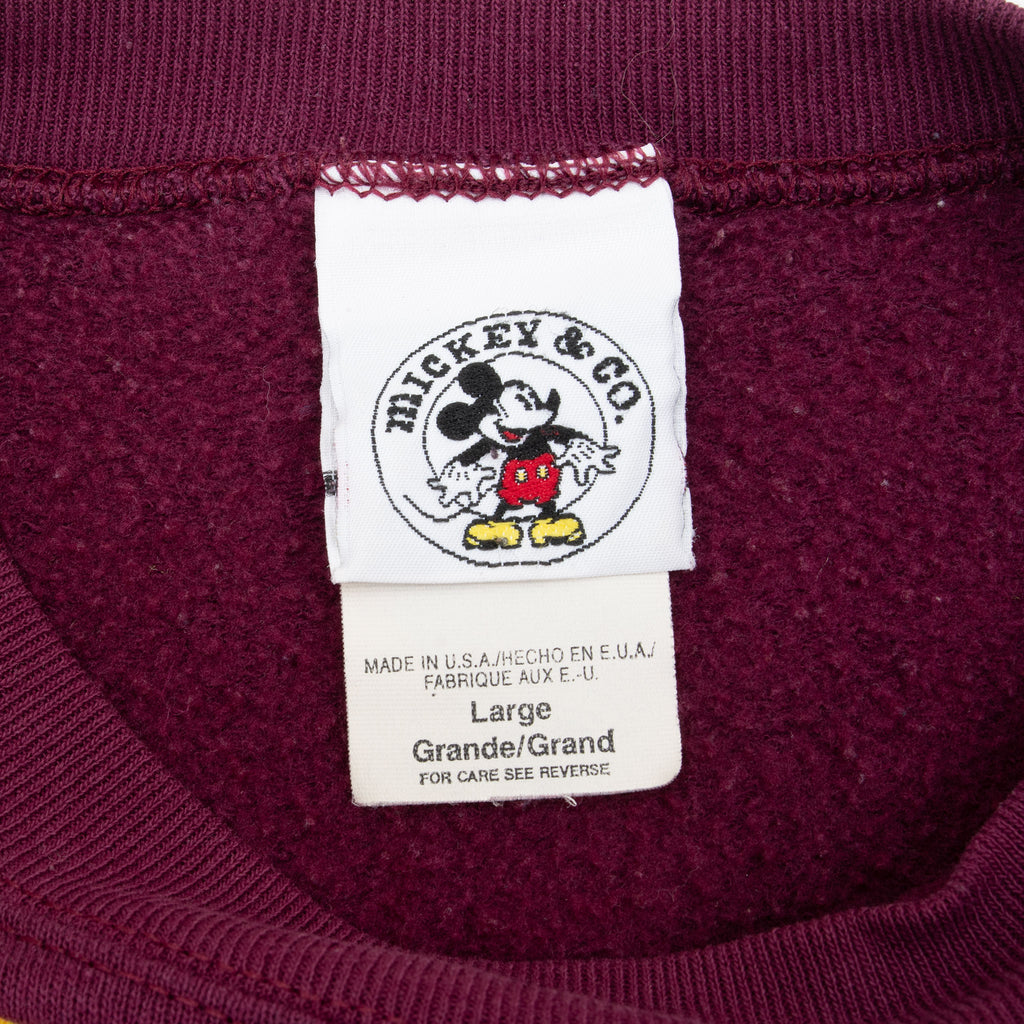 MICKEY & CO.
MADE IN U.S.A./HECHO EN E.U.A./
FABRIQUE AUX E.-U.
Large
Grande/Grand
FOR CARE SEE REVERSE